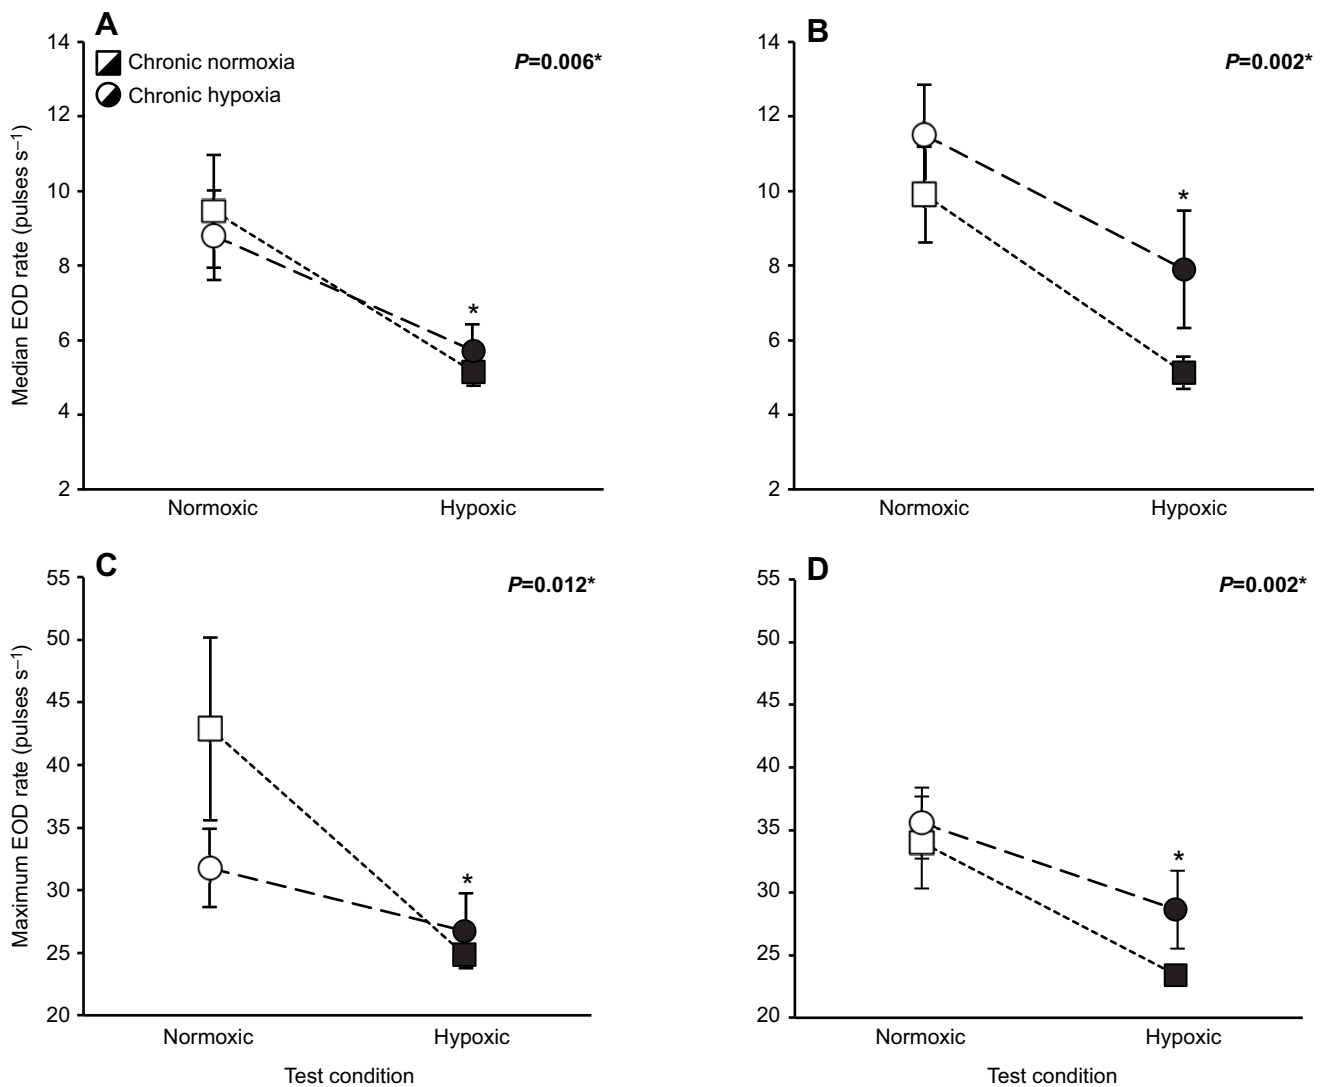 A
14
Chronic normoxia
P=0.006*
Chronic hypoxia
12
10
8
6
4
2
Median EOD rate (pulses s−1)
*
Normoxic
Hypoxic
B
14
P=0.002*
12
10
8
6
4
2
*
Normoxic
Hypoxic
C
55
P=0.012*
50
45
40
35
30
25
20
Maximum EOD rate (pulses s−1)
*
Normoxic
Hypoxic
Test condition
D
55
P=0.002*
50
45
40
35
30
25
20
*
Normoxic
Hypoxic
Test condition